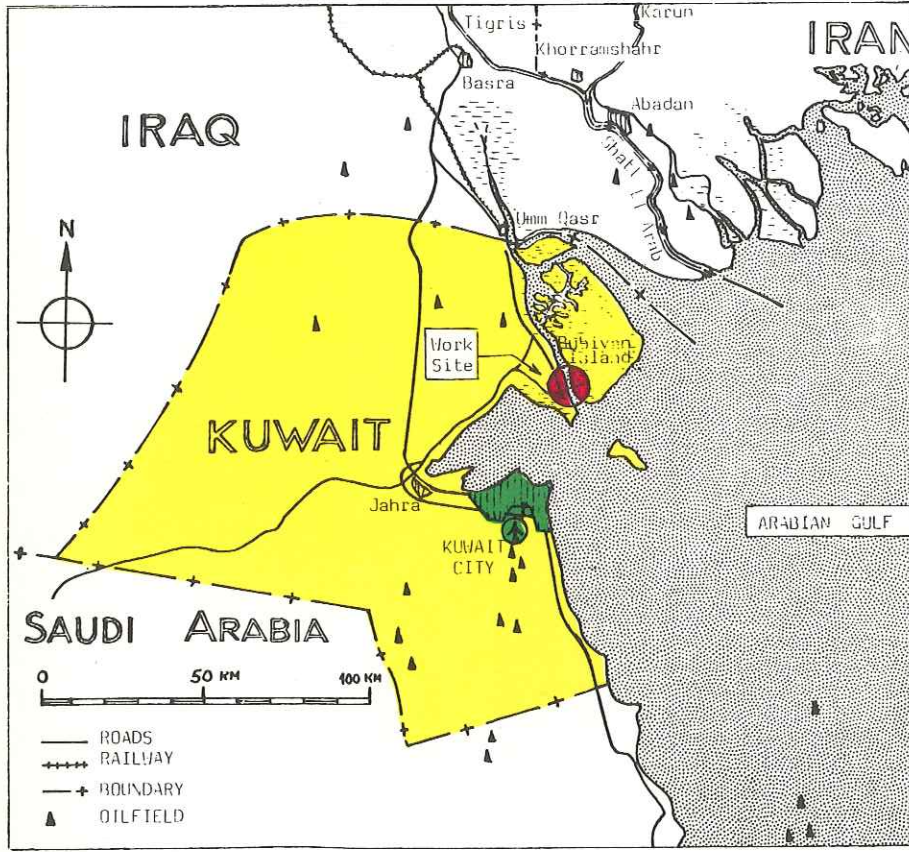 Karun
Tigris
IRAN
Khorramshahr
Basra
Abadan
IRAQ
Shatt El Arab
Umm Qasr
N
Work
Site
Bubiyan
Island
KUWAIT
Jahra
ARABIAN GULF
KUWAIT
CITY
SAUDI ARABIA
0 50 KM 100 KM
ROADS
RAILWAY
BOUNDARY
OILFIELD